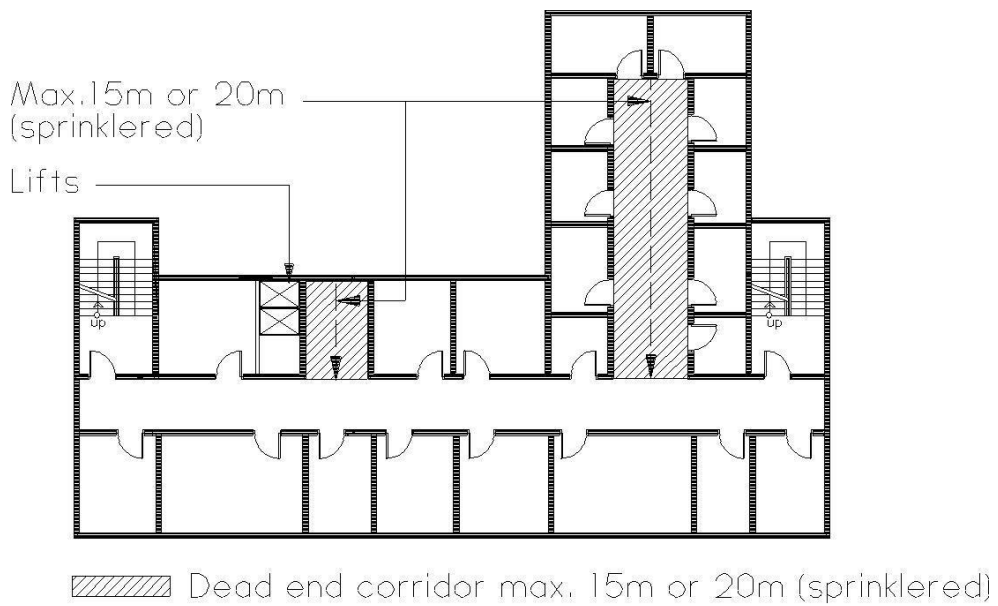 Max.15m or 20m
(sprinklered)
Lifts
up
up
Dead end corridor max. 15m or 20m (sprinklered)